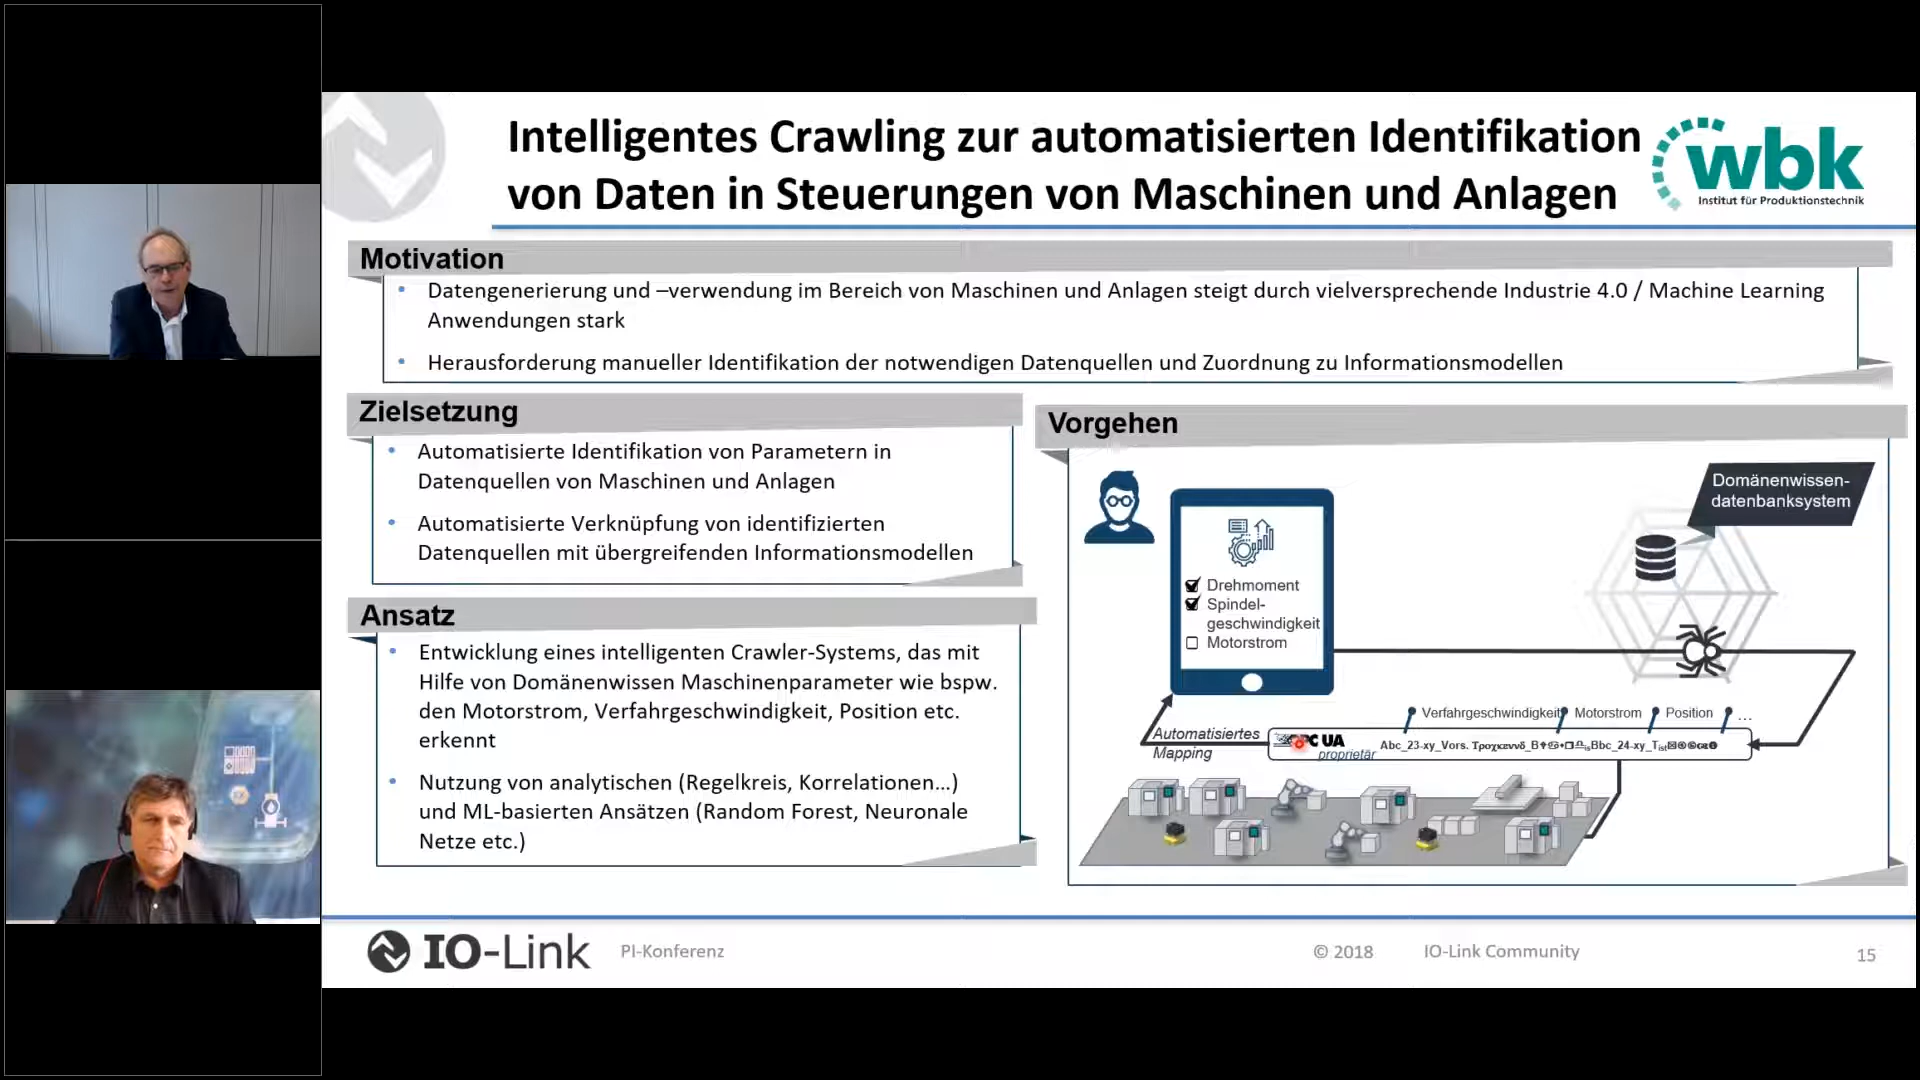 Intelligentes Crawling zur automatisierten Identifikation
von Daten in Steuerungen von Maschinen und Anlagen
wbk
Institut für Produktionstechnik
Motivation
• Datengenerierung und –verwendung im Bereich von Maschinen und Anlagen steigt durch vielversprechende Industrie 4.0 / Machine Learning
Anwendungen stark
• Herausforderung manueller Identifikation der notwendigen Datenquellen und Zuordnung zu Informationsmodellen
Zielsetzung
• Automatisierte Identifikation von Parametern in
Datenquellen von Maschinen und Anlagen
• Automatisierte Verknüpfung von identifizierten
Datenquellen mit übergreifenden Informationsmodellen
Ansatz
• Entwicklung eines intelligenten Crawler-Systems, das mit
Hilfe von Domänenwissen Maschinenparameter wie bspw.
den Motorstrom, Verfahrgeschwindigkeit, Position etc.
erkennt
• Nutzung von analytischen (Regelkreis, Korrelationen...)
und ML-basierten Ansätzen (Random Forest, Neuronale
Netze etc.)
Vorgehen
Domänenwissen-
datenbanksystem
Drehmoment
Spindel-
geschwindigkeit
Motorstrom
Verfahrgeschwindigkeit Motorstrom Position ...
Automatisiertes
Mapping
UA
proprietär
Abc_23-xy_Vors.
Bbc_24-xy_T
IO-Link
PI-Konferenz
© 2018
IO-Link Community
15